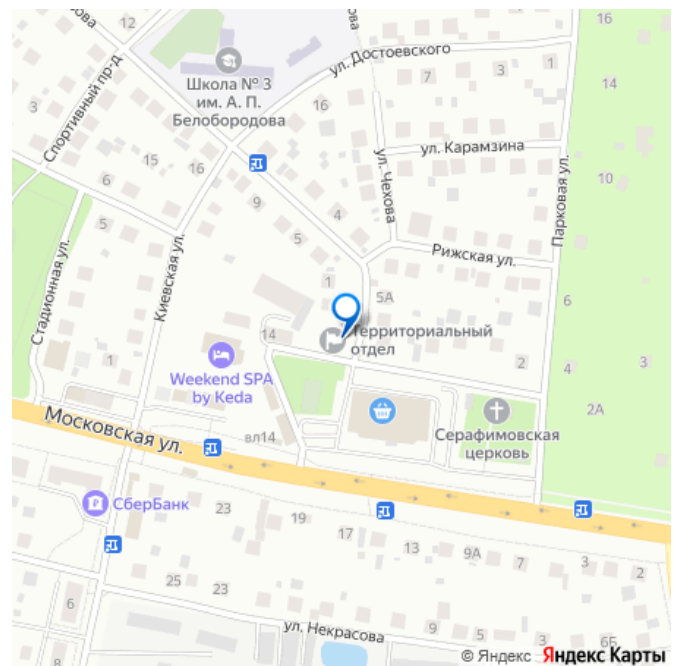 сова
12
16
Спортивный пр-д
Школа № 3
им. А. П.
Белобородова
ул. Достоевского
7
3
1
14
3
16
15
16
6
ул. Чехова
ул. Карамзина
Парковая ул.
10
9
4
5
5
Стадионная ул.
Киевская ул.
Рижская ул.
1
5А
6
14
Территориальный
отдел
2
4
3
1
Weekend SPA
by Keda
2А
Московская ул.
вл14
Серафимовская
церковь
СберБанк
23
19
17
13
9А
7
3
2
25
23
6
ул. Некрасова
9
5
3
6Б
8
© Яндекс Яндекс Карты